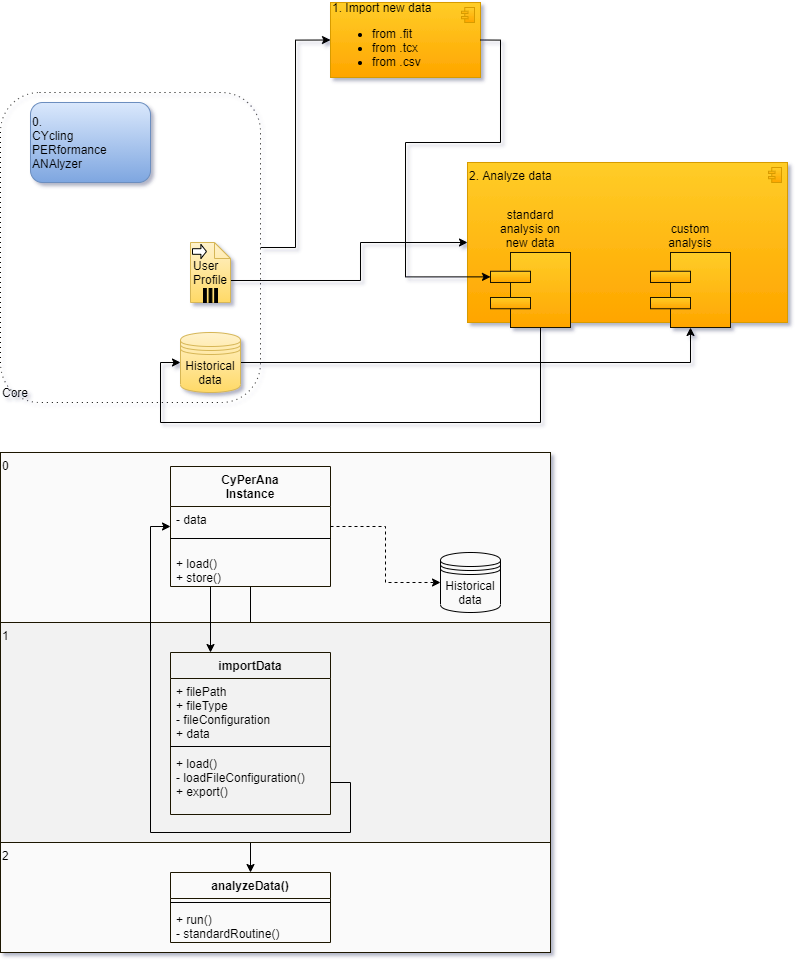 1. Import new data
from .fit
from .tcx
from .csv
0.
CYcling
PERformance
ANAlyzer
2. Analyze data
standard
analysis on
new data
custom
analysis
User
Profile
Historical
data
Core
0
CyPerAna
Instance
- data
+ load()
+ store()
Historical
data
1
importData
+ filePath
+ fileType
- fileConfiguration
+ data
+ load()
- loadFileConfiguration()
+ export()
2
analyzeData()
+ run()
- standardRoutine()